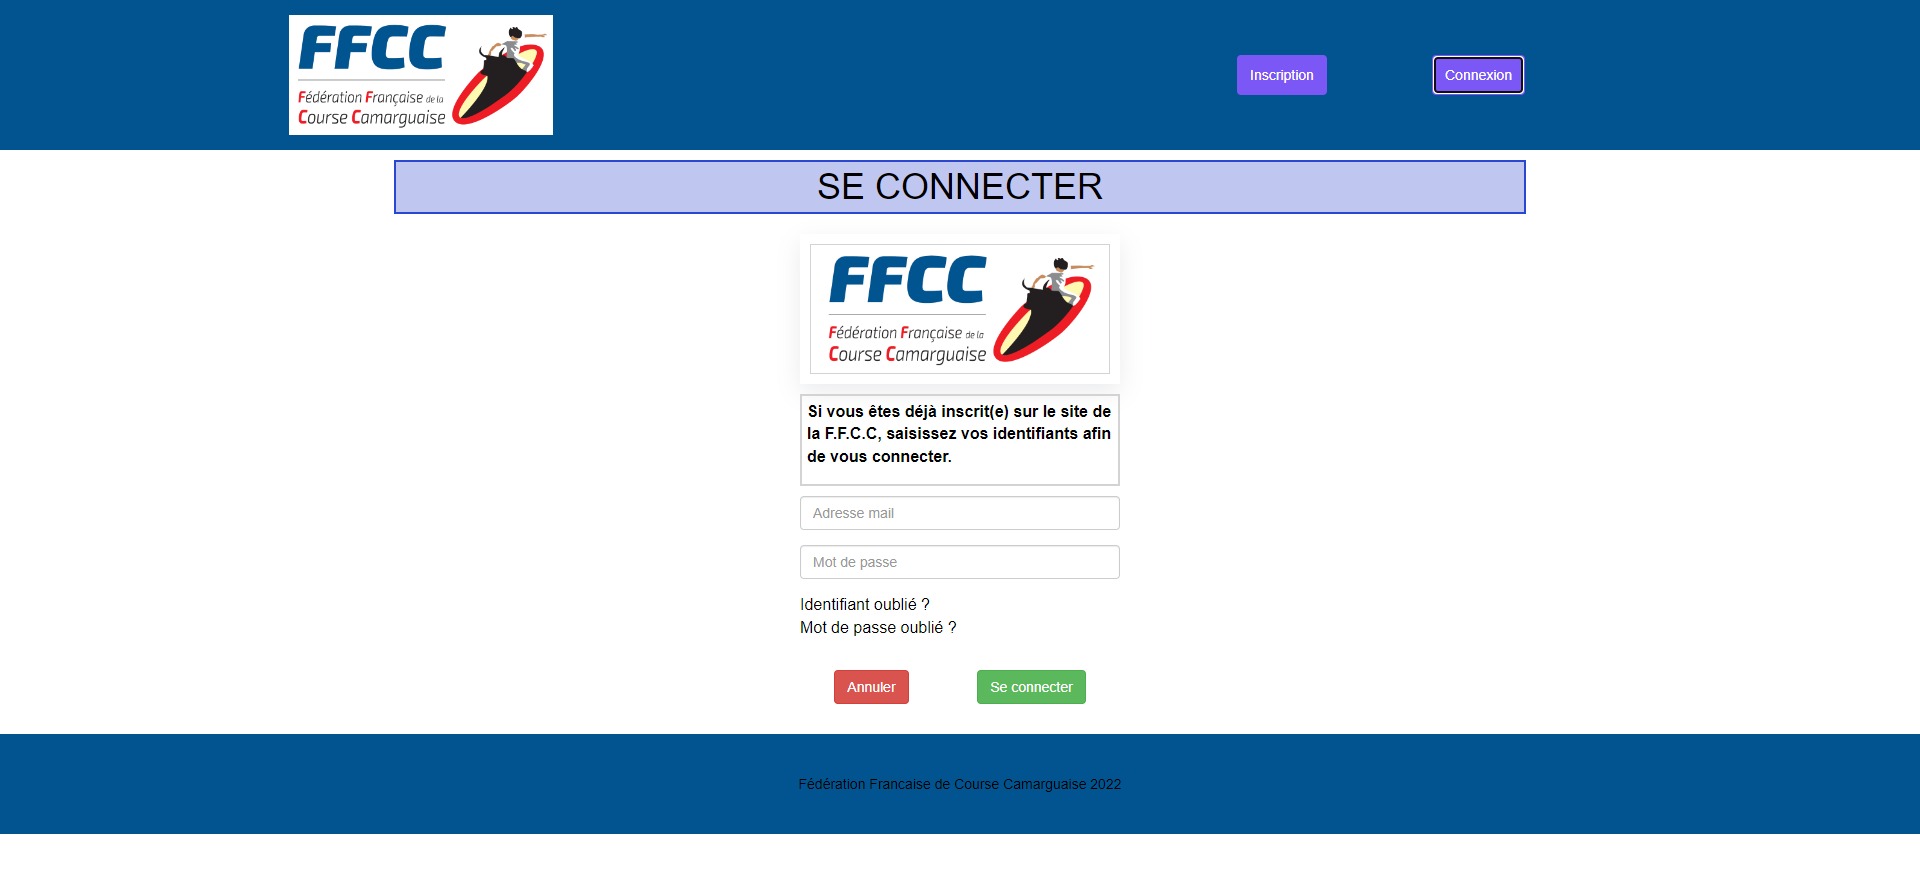 FFCC
Fédération Française de la
Course Camarguaise
Inscription
Connexion
SE CONNECTER
FFCC
Fédération Française de la
Course Camarguaise
Si vous êtes déjà inscrit(e) sur le site de
la F.F.C.C, saisissez vos identifiants afin
de vous connecter.
Adresse mail
Mot de passe
Identifiant oublié ?
Mot de passe oublié ?
Annuler
Se connecter
Fédération Francaise de Course Camarguaise 2022